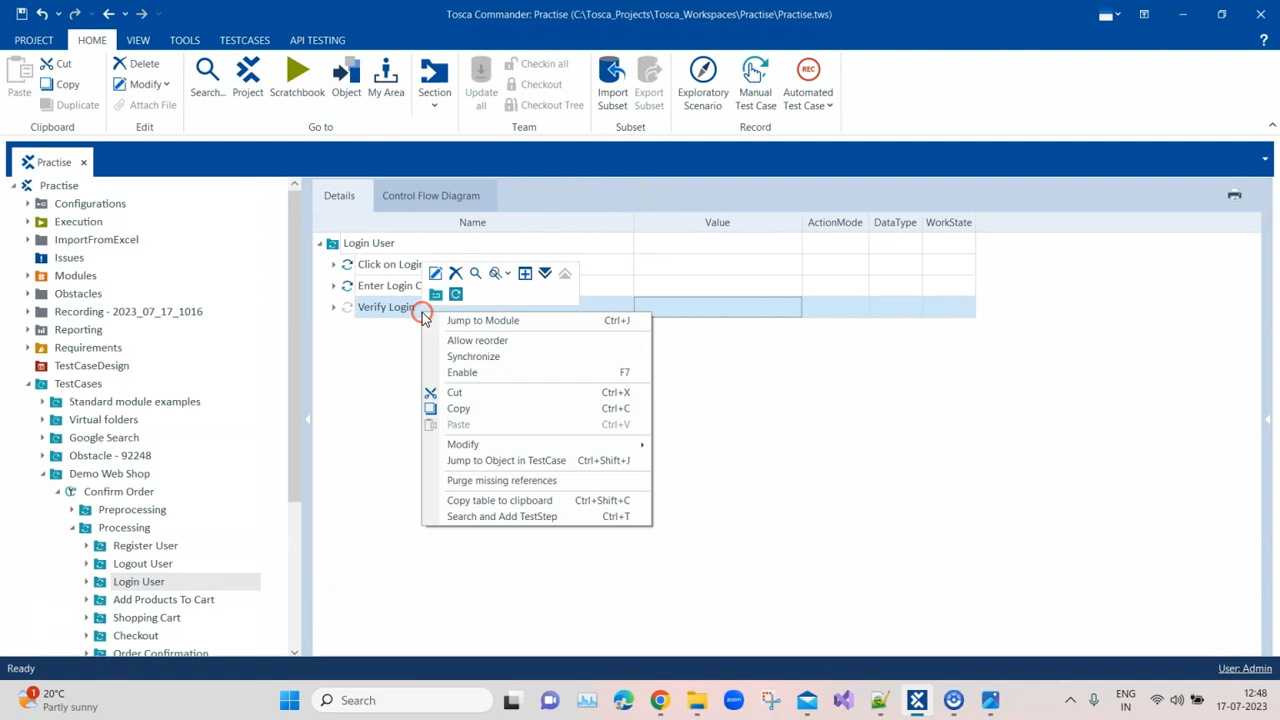 Tosca Commander: Practise (C:\Tosca_Projects\Tosca_Workspaces\Practise\Practise.tws)
PROJECT HOME VIEW TOOLS TESTCASES API TESTING
Paste
Cut
Copy
Duplicate
Clipboard
Delete
Modify
Attach File
Edit
Search...
Project
Scratchbook
Object
My Area
Section
Go to
Update all
Checkin all
Checkout
Checkout Tree
Team
Import Subset
Export Subset
Subset
Exploratory Scenario
Manual Test Case
REC
Automated Test Case
Record
Practise
Practise
Configurations
Execution
ImportFromExcel
Issues
Modules
Obstacles
Recording - 2023_07_17_1016
Reporting
Requirements
TestCaseDesign
TestCases
Standard module examples
Virtual folders
Google Search
Obstacle - 92248
Demo Web Shop
Confirm Order
Preprocessing
Processing
Register User
Logout User
Login User
Add Products To Cart
Shopping Cart
Checkout
Order Confirmation
Details Control Flow Diagram
Name Value ActionMode DataType WorkState
Login User
Click on Login
Enter Login C
Verify Login
Jump to Module Ctrl+J
Allow reorder
Synchronize
Enable F7
Cut Ctrl+X
Copy Ctrl+C
Paste Ctrl+V
Modify
Jump to Object in TestCase Ctrl+Shift+J
Purge missing references
Copy table to clipboard Ctrl+Shift+C
Search and Add TestStep Ctrl+T
Ready User: Admin
1
20°C
Partly sunny
Search
ENG
IN
12:48
17-07-2023